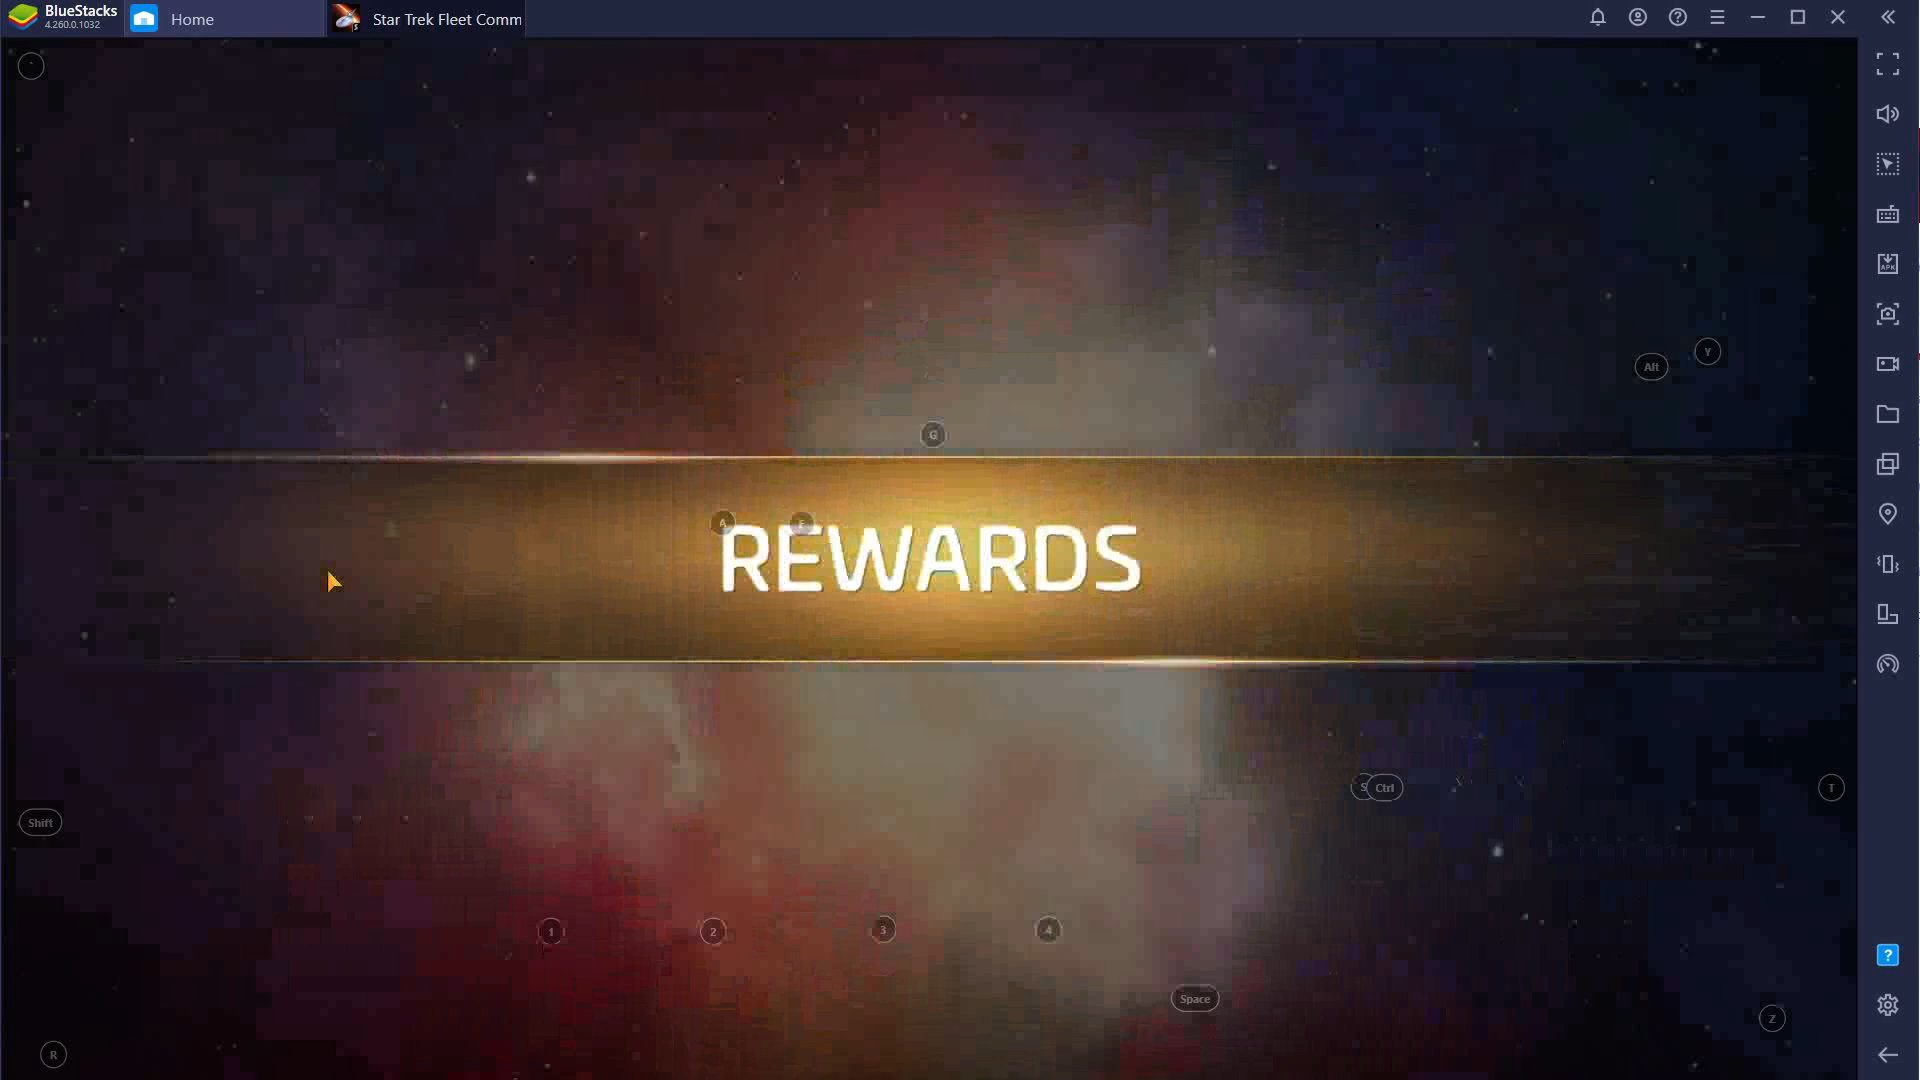 BlueStacks
4.260.0.1032
Home
Star Trek Fleet Comm
Alt
Y
G
A
F
REWARDS
S
Ctrl
T
Shift
1
2
3
4
Space
Z
R